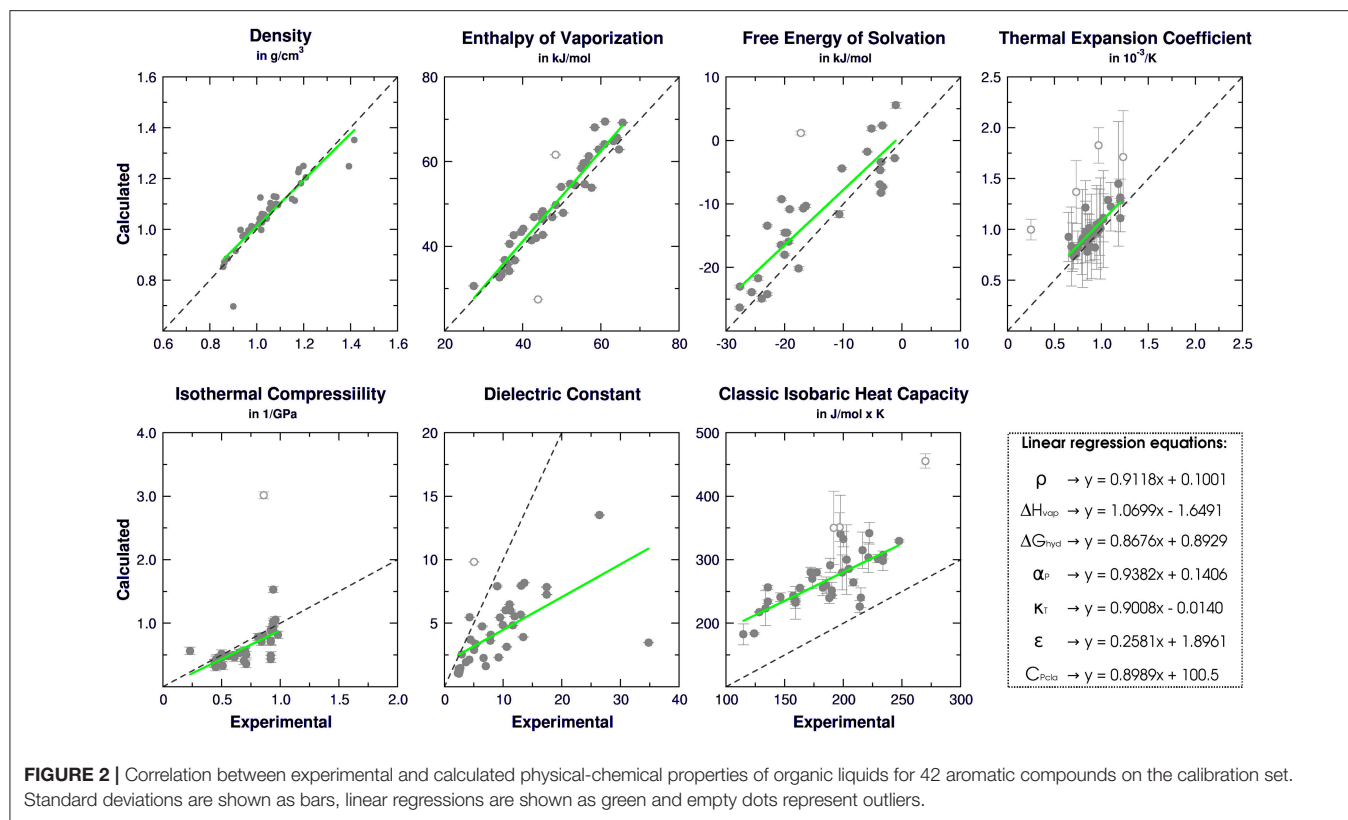 Density
in g/cm³
1.6
1.4
1.2
1.0
0.8
0.6 0.8 1.0 1.2 1.4 1.6
Calculated
Enthalpy of Vaporization
in kJ/mol
80
60
40
20
20 40 60 80
Free Energy of Solvation
in kJ/mol
10
0
-10
-20
-30 -20 -10 0 10
Thermal Expansion Coefficient
in 10⁻³/K
2.5
2.0
1.5
1.0
0.5
0 0.5 1.0 1.5 2.0 2.5
Isothermal Compressiility
in 1/GPa
4.0
3.0
2.0
1.0
0 0.5 1.0 1.5 2.0
Calculated
Experimental
Dielectric Constant
20
15
10
5
0 10 20 30 40
Experimental
Classic Isobaric Heat Capacity
in J/mol x K
500
400
300
200
100 150 200 250 300
Experimental
Linear regression equations:
ρ → y = 0.9118x + 0.1001
ΔHvap → y = 1.0699x - 1.6491
ΔGhyd → y = 0.8676x + 0.8929
αP → y = 0.9382x + 0.1406
κT → y = 0.9008x - 0.0140
ε → y = 0.2581x + 1.8961
CPcla → y = 0.8989x + 100.5
FIGURE 2 | Correlation between experimental and calculated physical-chemical properties of organic liquids for 42 aromatic compounds on the calibration set.
Standard deviations are shown as bars, linear regressions are shown as green and empty dots represent outliers.